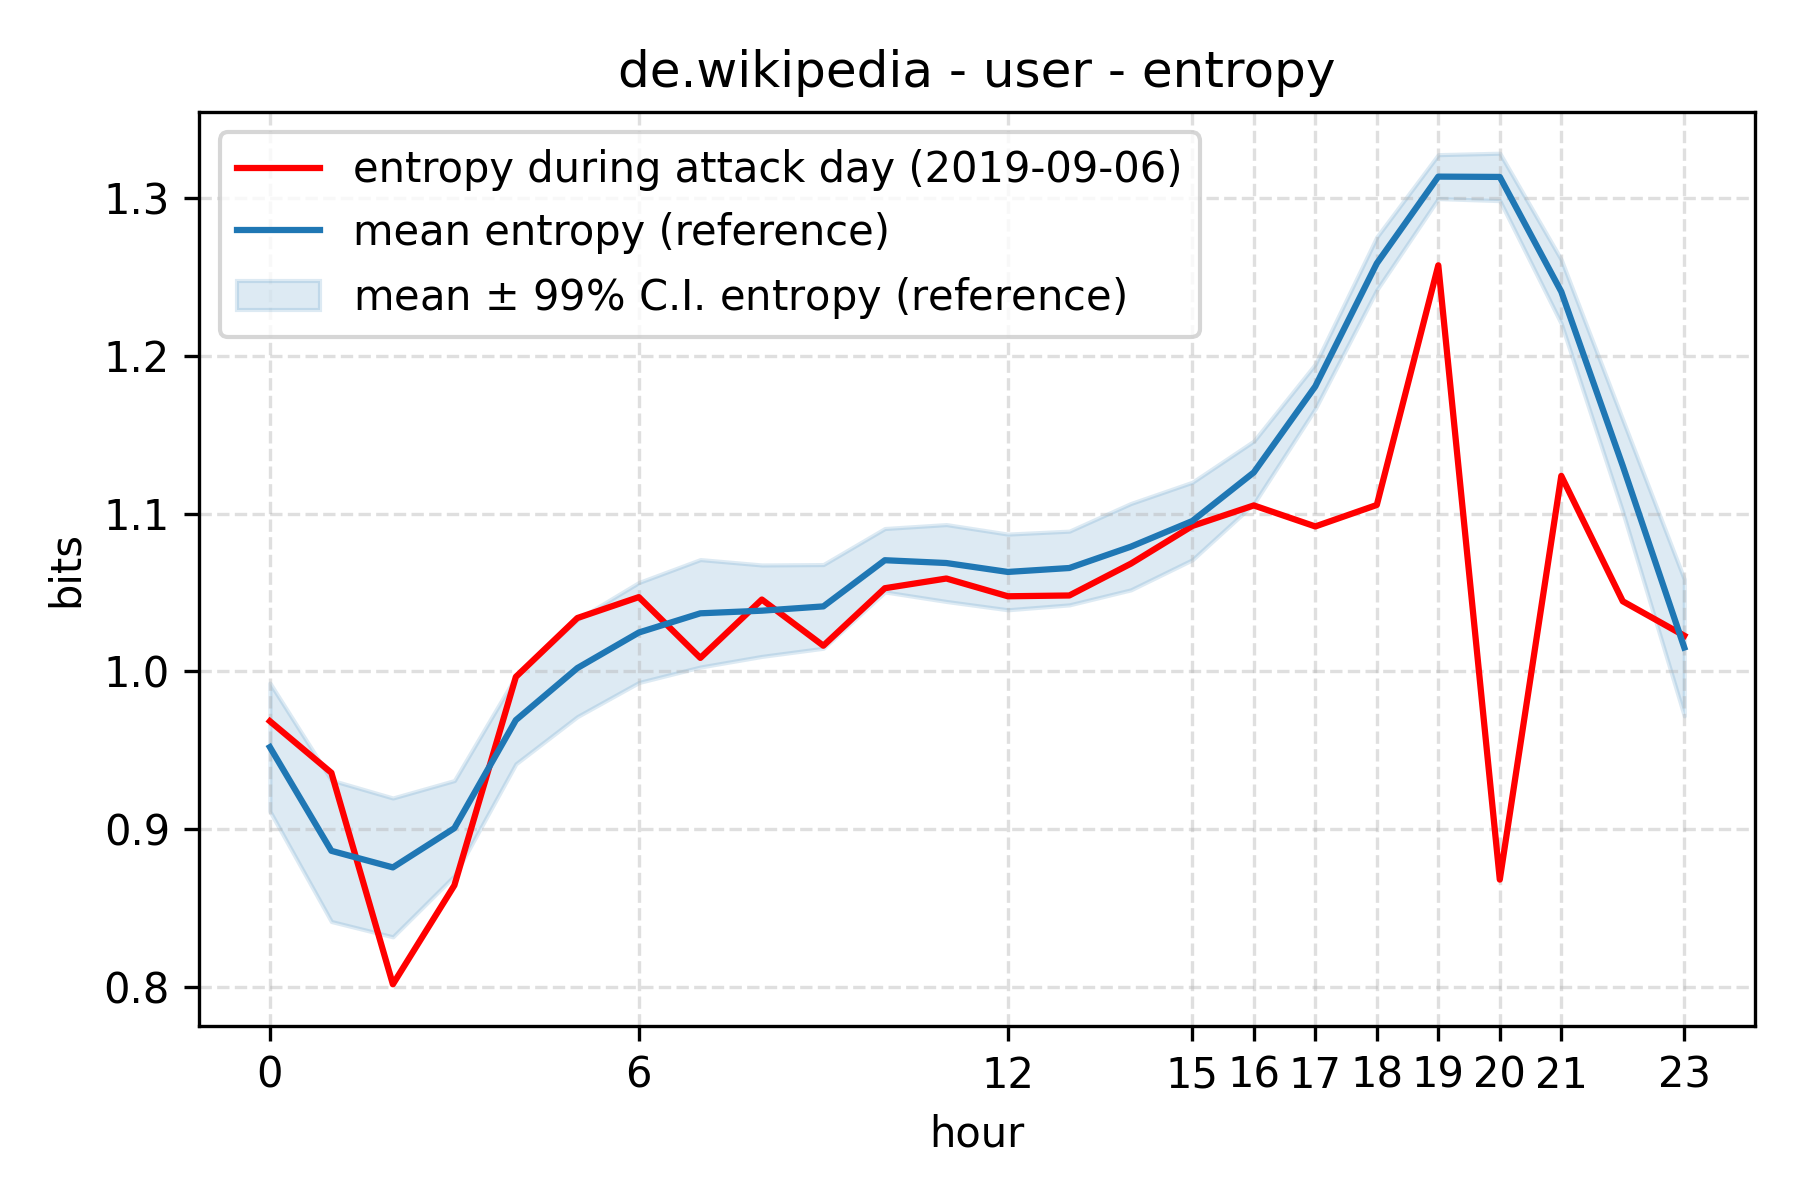 de.wikipedia - user - entropy
entropy during attack day (2019-09-06)
mean entropy (reference)
mean ± 99% C.I. entropy (reference)
1.3
1.2
1.1
1.0
0.9
0.8
bits
0 6 12 15 16 17 18 19 20 21 23
hour